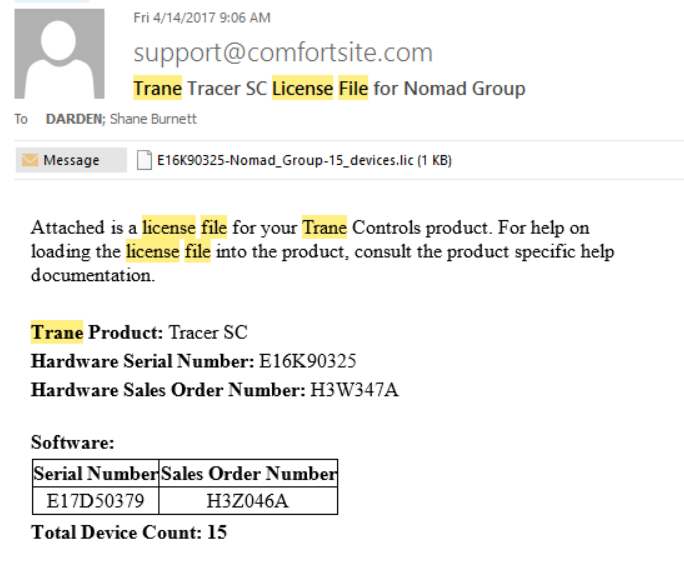 Fri 4/14/2017 9:06 AM
support@comfortsite.com
Trane Tracer SC License File for Nomad Group
To DARDEN; Shane Burnett
Message E16K90325-Nomad_Group-15_devices.lic (1 KB)
Attached is a license file for your Trane Controls product. For help on
loading the license file into the product, consult the product specific help
documentation.
Trane Product: Tracer SC
Hardware Serial Number: E16K90325
Hardware Sales Order Number: H3W347A
Software:
Serial Number Sales Order Number
E17D50379 H3Z046A
Total Device Count: 15